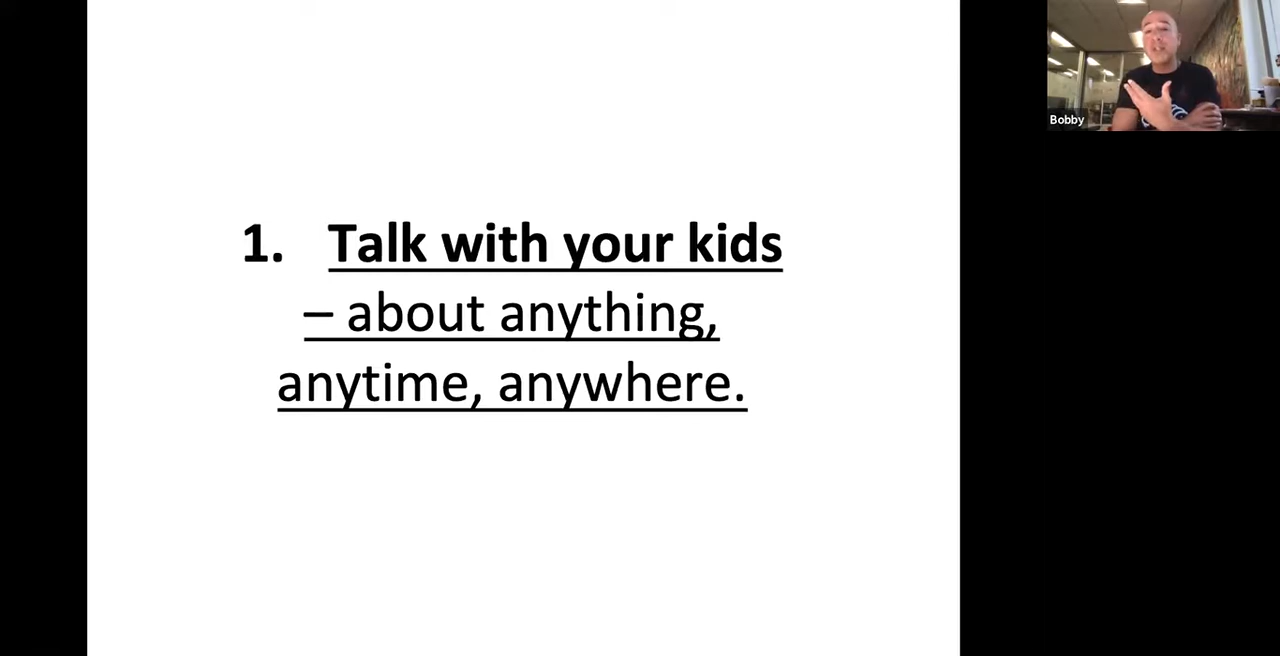 1. Talk with your kids
– about anything,
anytime, anywhere.
Bobby